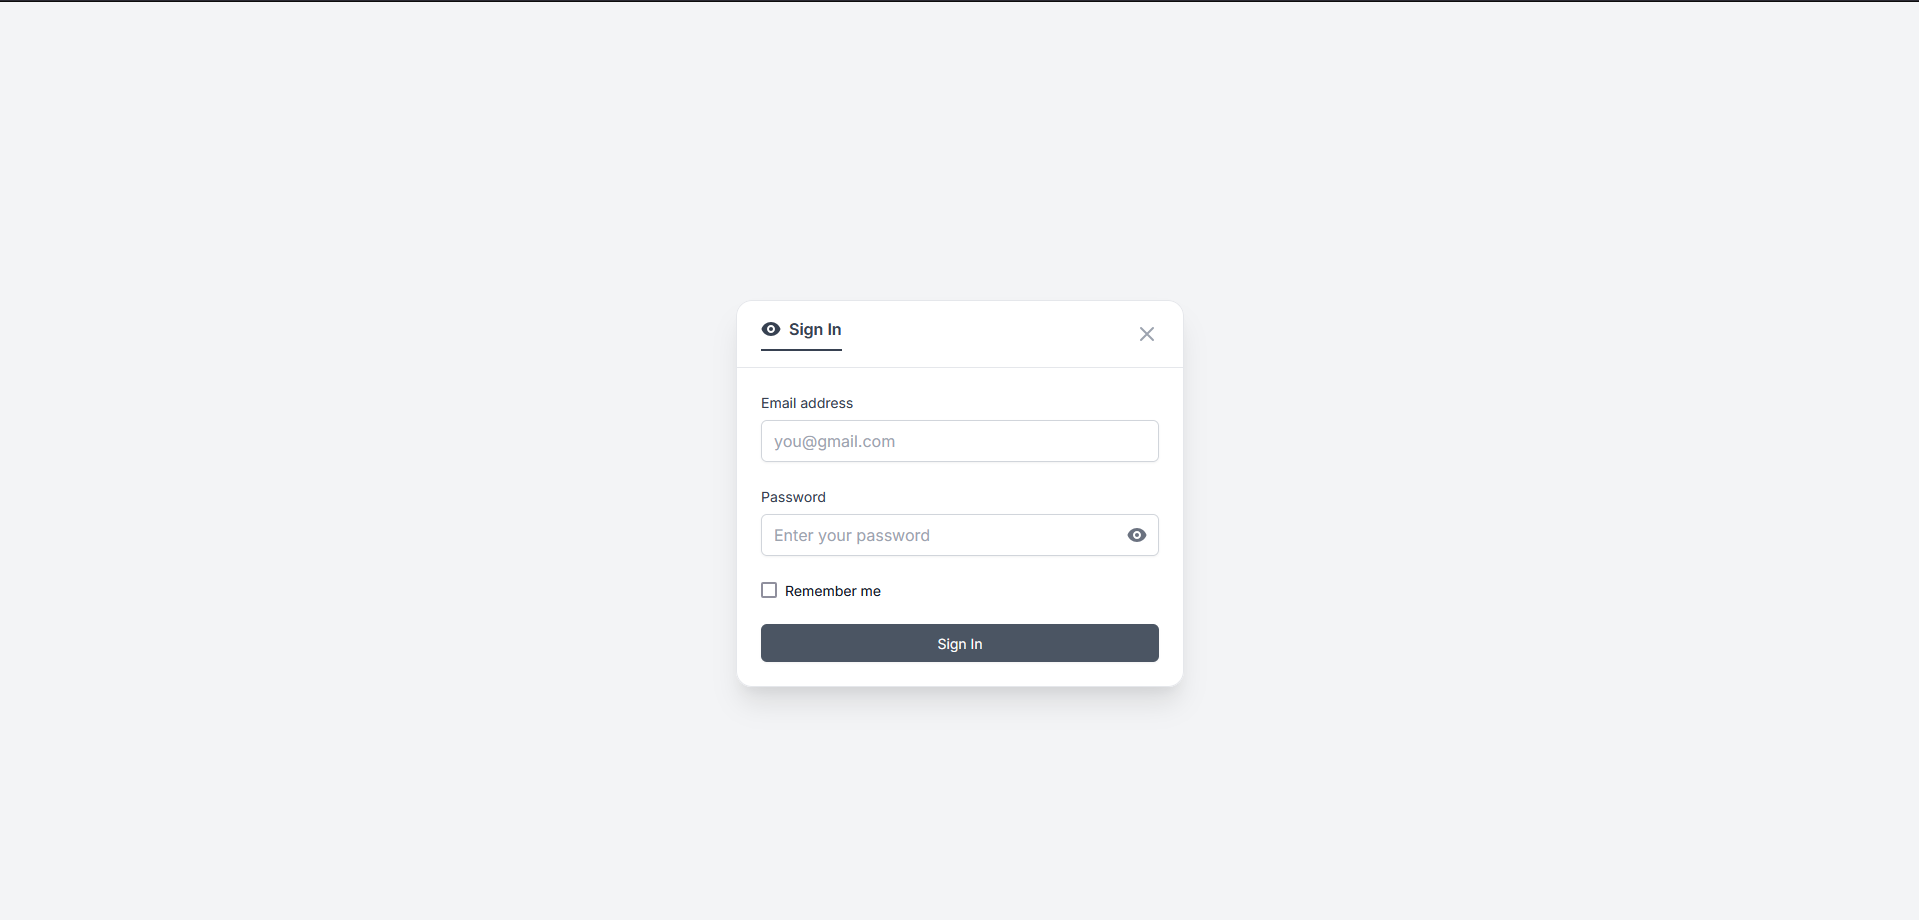 Sign In
Email address
you@gmail.com
Password
Enter your password
Remember me
Sign In